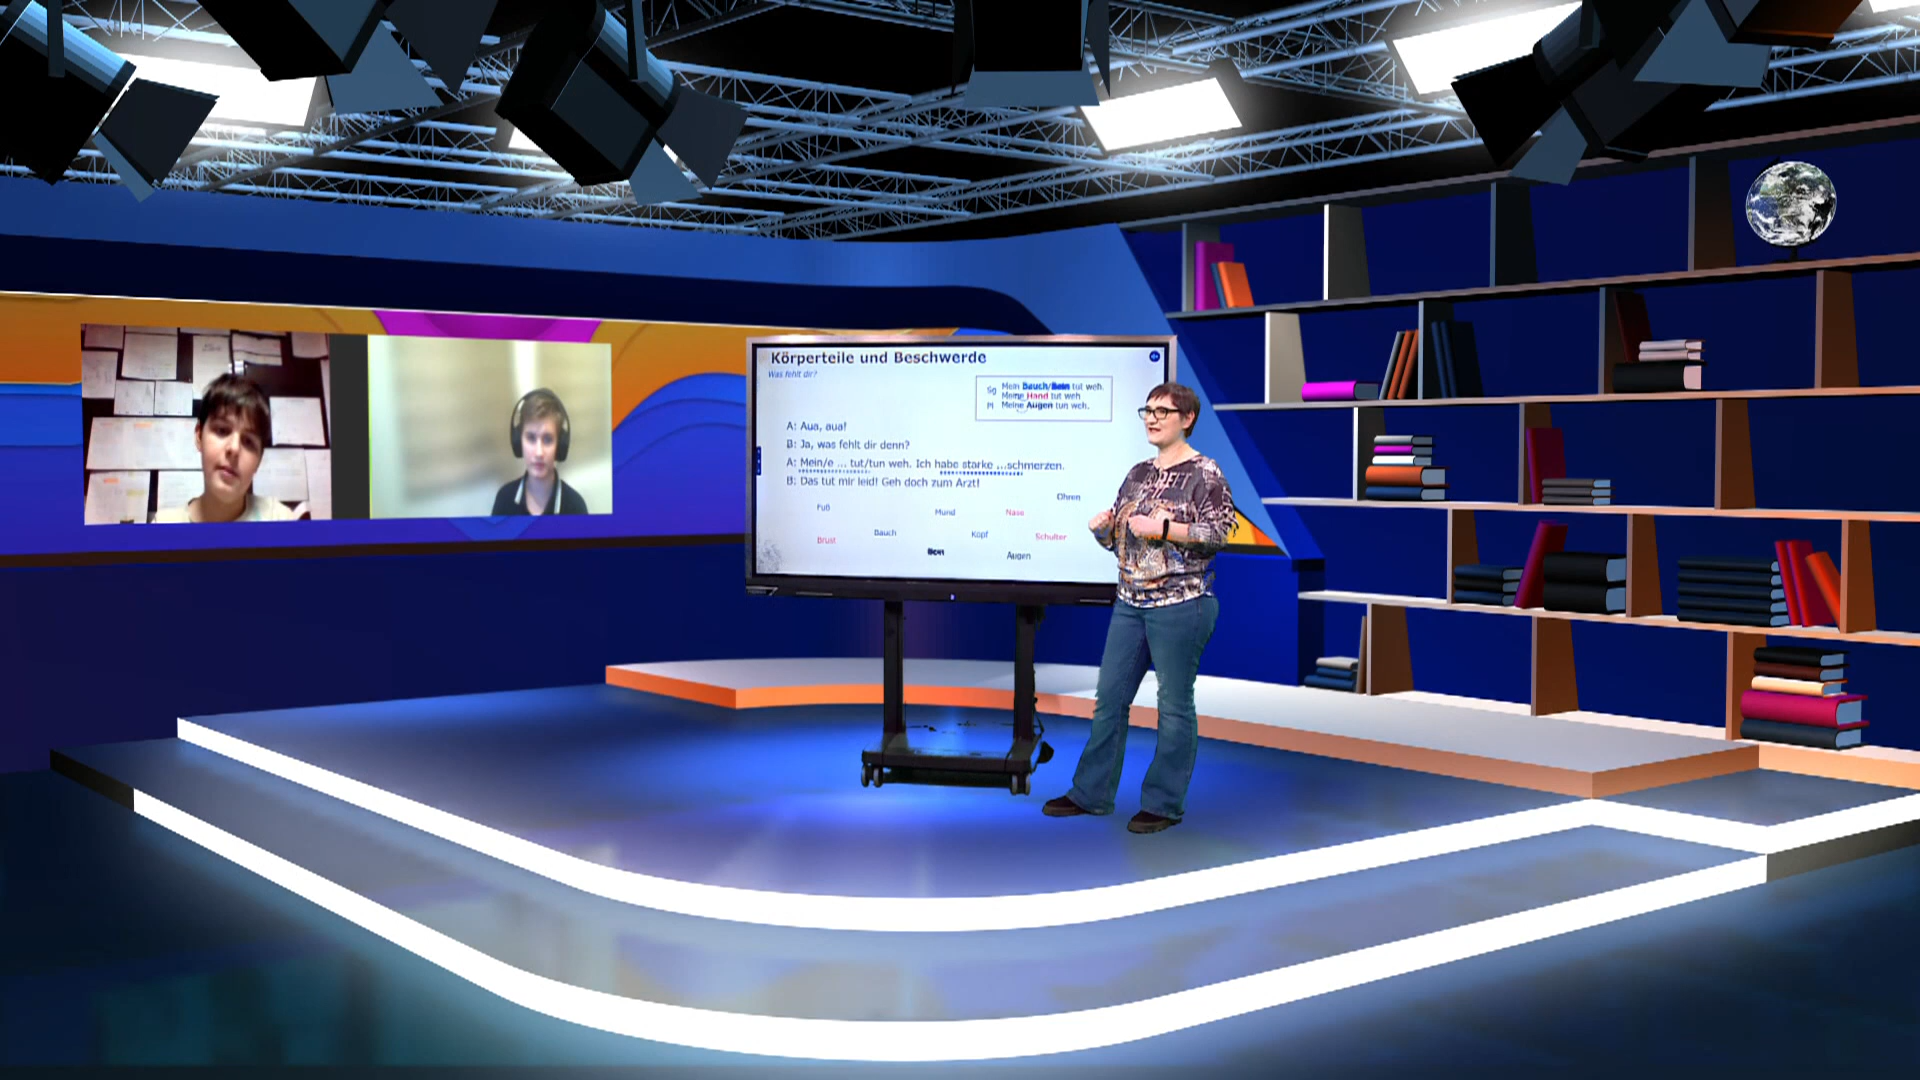 Körperteile und Beschwerde
Was fehlt dir?
Sg Mein Bauch/Bein tut weh.
Meine Hand tut weh
Pl Meine Augen tun weh.
A: Aua, aua!
B: Ja, was fehlt dir denn?
A: Mein/e ... tut/tun weh. Ich habe starke ...schmerzen.
B: Das tut mir leid! Geh doch zum Arzt!
Ohren
Fuß
Mund
Nase
Bauch
Kopf
Schulter
Brust
Bein
Augen